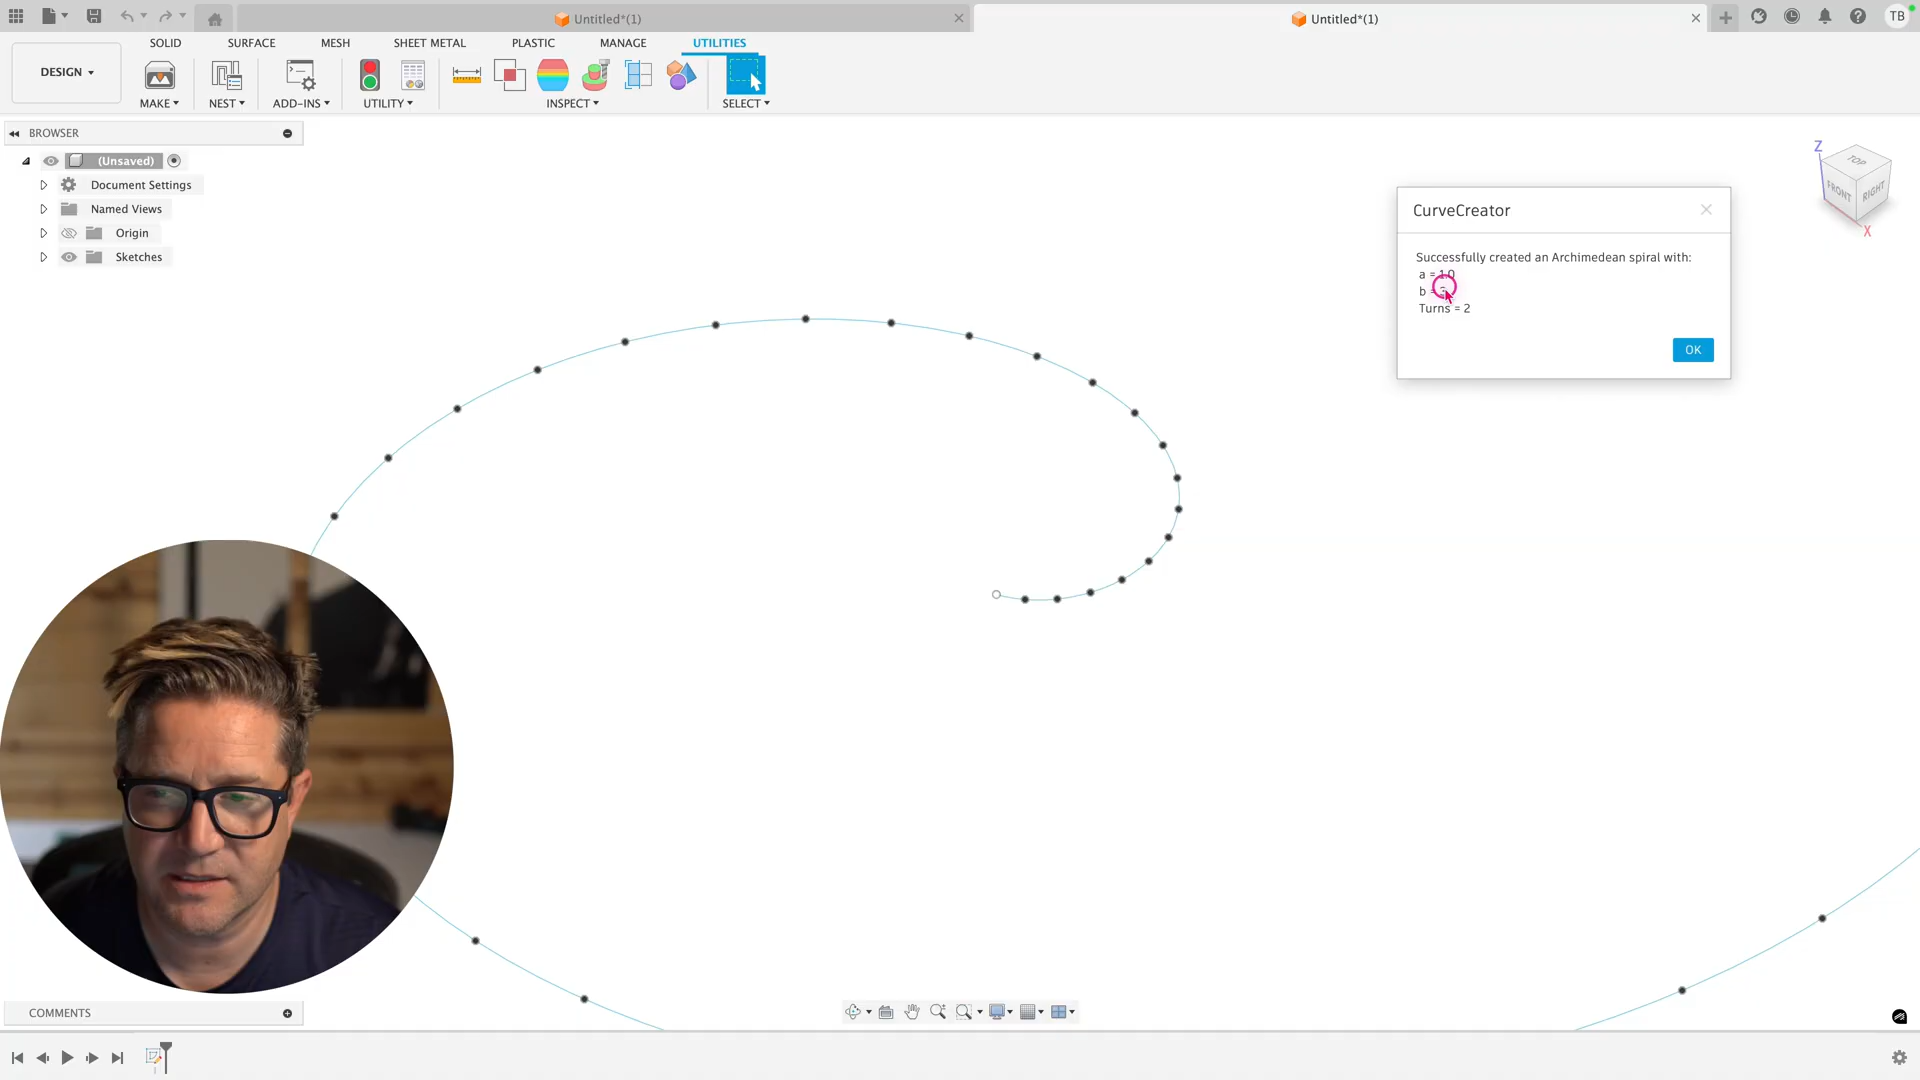 Untitled*(1)
Untitled*(1)
TB
SOLID
SURFACE
MESH
SHEET METAL
PLASTIC
MANAGE
UTILITIES
DESIGN
MAKE
NEST
ADD-INS
UTILITY
INSPECT
SELECT
BROWSER
(Unsaved)
Document Settings
Named Views
Origin
Sketches
Z
TOP
FRONT
RIGHT
X
CurveCreator
Successfully created an Archimedean spiral with:
a = 1.0
b =
Turns = 2
OK
COMMENTS